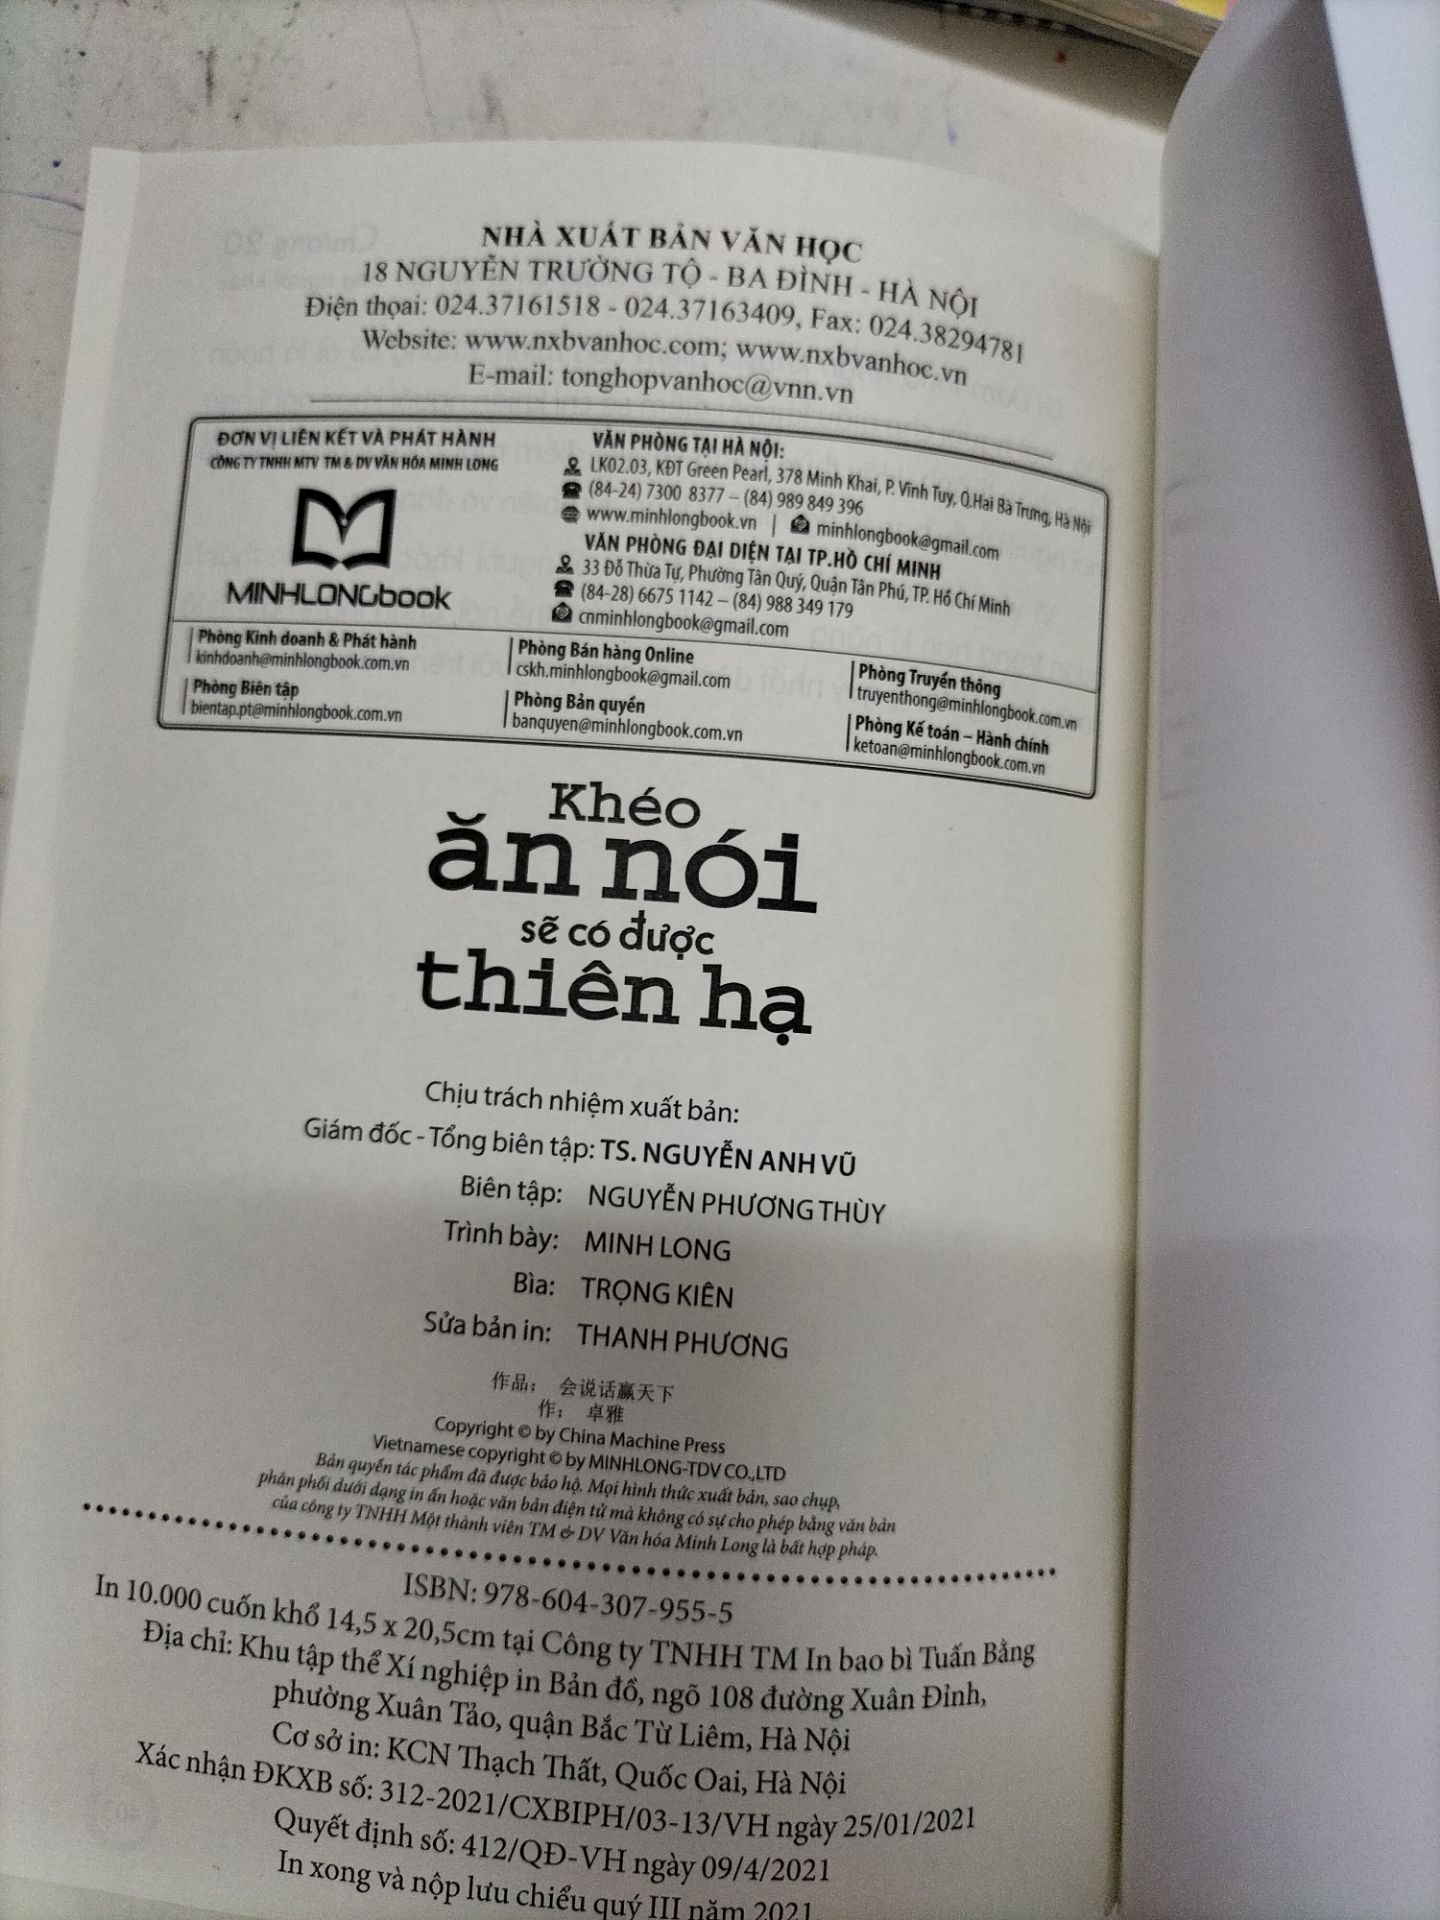 NHÀ XUẤT BẢN VĂN HỌC
18 NGUYỄN TRƯỜNG TỘ - BA ĐÌNH - HÀ NỘI
Điện thoại: 024.37161518 - 024.37163409, Fax: 024.38294781
Website: www.nxbvanhoc.com; www.nxbvanhoc.vn
E-mail: tonghopvanhoc@vnn.vn
ĐƠN VỊ LIÊN KẾT VÀ PHÁT HÀNH
CÔNG TY TNHH MTV TM & DV VĂN HÓA MINH LONG
MINHLONGbook
VĂN PHÒNG TẠI HÀ NỘI:
LK02.03, KĐT Green Pearl, 378 Minh Khai, P. Vĩnh Tuy, Q.Hai Bà Trưng, Hà Nội
(84-24) 7300 8377 – (84) 989 849 396
www.minhlongbook.vn | minhlongbook@gmail.com
VĂN PHÒNG ĐẠI DIỆN TẠI TP.HỒ CHÍ MINH
33 Đỗ Thừa Tự, Phường Tân Quý, Quận Tân Phú, TP. Hồ Chí Minh
(84-28) 6675 1142 – (84) 988 349 179
cnminhlongbook@gmail.com
Phòng Kinh doanh & Phát hành
kinhdoanh@minhlongbook.com.vn
Phòng Bán hàng Online
cskh.minhlongbook@gmail.com
Phòng Truyền thông
truyenthong@minhlongbook.com.vn
Phòng Biên tập
bientap.pt@minhlongbook.com.vn
Phòng Bản quyền
banquyen@minhlongbook.com.vn
Phòng Kế toán – Hành chính
ketoan@minhlongbook.com.vn
Khéo
ăn nói
sẽ có được
thiên hạ
Chịu trách nhiệm xuất bản:
Giám đốc - Tổng biên tập: TS. NGUYỄN ANH VŨ
Biên tập: NGUYỄN PHƯƠNG THÙY
Trình bày: MINH LONG
Bìa: TRỌNG KIÊN
Sửa bản in: THANH PHƯƠNG
作品： 会说话赢天下
作： 卓雅
Copyright © by China Machine Press
Vietnamese copyright © by MINHLONG-TDV CO.,LTD
Bản quyền tác phẩm đã được bảo hộ. Mọi hình thức xuất bản, sao chụp,
phân phối dưới dạng in ấn hoặc văn bản điện tử mà không có sự cho phép bằng văn bản
của công ty TNHH Một thành viên TM & DV Văn hóa Minh Long là bất hợp pháp.
ISBN: 978-604-307-955-5
In 10.000 cuốn khổ 14,5 x 20,5cm tại Công ty TNHH TM In bao bì Tuấn Bằng
Địa chỉ: Khu tập thể Xí nghiệp in Bản đồ, ngõ 108 đường Xuân Đỉnh,
phường Xuân Tảo, quận Bắc Từ Liêm, Hà Nội
Cơ sở in: KCN Thạch Thất, Quốc Oai, Hà Nội
Xác nhận ĐKXB số: 312-2021/CXBIPH/03-13/VH ngày 25/01/2021
Quyết định số: 412/QĐ-VH ngày 09/4/2021
In xong và nộp lưu chiểu quý III năm 2021.